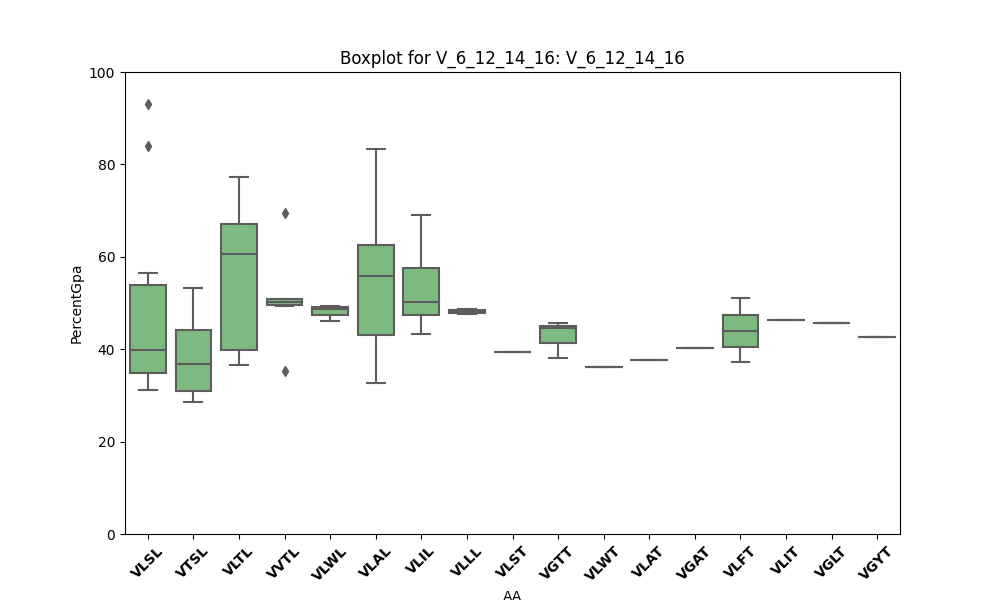 Boxplot for V_6_12_14_16: V_6_12_14_16
PercentGpa
100
80
60
40
20
0
VLSL VTSL VLTL VVTL VLWL VLAL VLIL VLLL VLST VGTT VLWT VLAT VGAT VLFT VLIT VGLT VGYT
AA